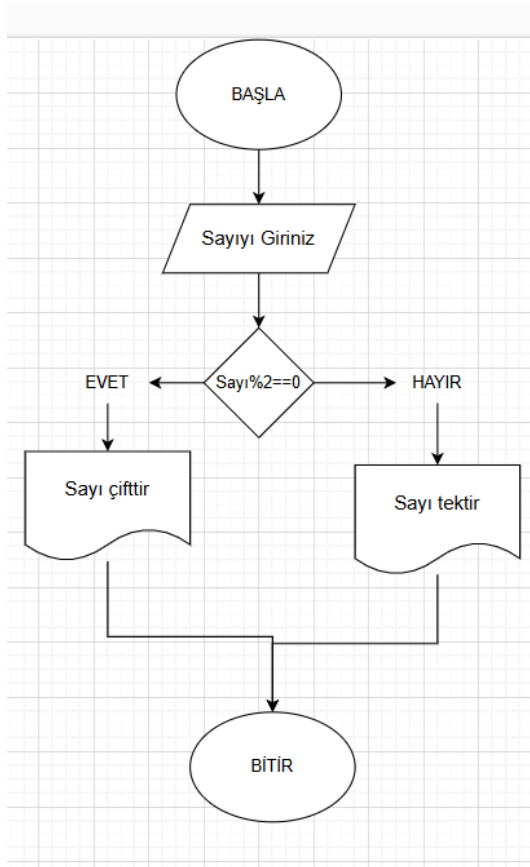 BAŞLA
Sayıyı Giriniz
EVET
Sayı%2==0
HAYIR
Sayı çifttir
Sayı tektir
BİTİR